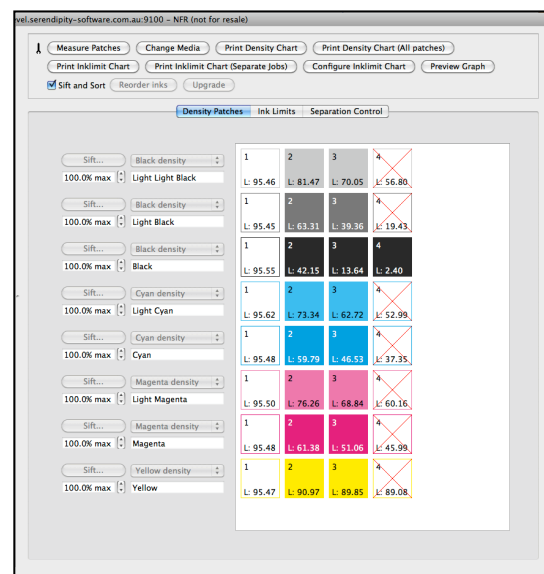 vel.serendipity-software.com.au:9100 – NFR (not for resale)
Measure Patches Change Media Print Density Chart Print Density Chart (All patches)
Print Inklimit Chart Print Inklimit Chart (Separate Jobs) Configure Inklimit Chart Preview Graph
Sift and Sort Reorder inks Upgrade
Density Patches Ink Limits Separation Control
Sift... Black density 1 2 3 4
100.0% max Light Light Black L: 95.46 L: 81.47 L: 70.05 L: 56.80
Sift... Black density 1 2 3 4
100.0% max Light Black L: 95.45 L: 63.31 L: 39.36 L: 19.43
Sift... Black density 1 2 3 4
100.0% max Black L: 95.55 L: 42.15 L: 13.64 L: 2.40
Sift... Cyan density 1 2 3 4
100.0% max Light Cyan L: 95.62 L: 73.34 L: 62.72 L: 52.99
Sift... Cyan density 1 2 3 4
100.0% max Cyan L: 95.48 L: 59.79 L: 46.53 L: 37.35
Sift... Magenta density 1 2 3 4
100.0% max Light Magenta L: 95.50 L: 76.26 L: 68.84 L: 60.16
Sift... Magenta density 1 2 3 4
100.0% max Magenta L: 95.48 L: 61.38 L: 51.06 L: 45.99
Sift... Yellow density 1 2 3 4
100.0% max Yellow L: 95.47 L: 90.97 L: 89.85 L: 89.08